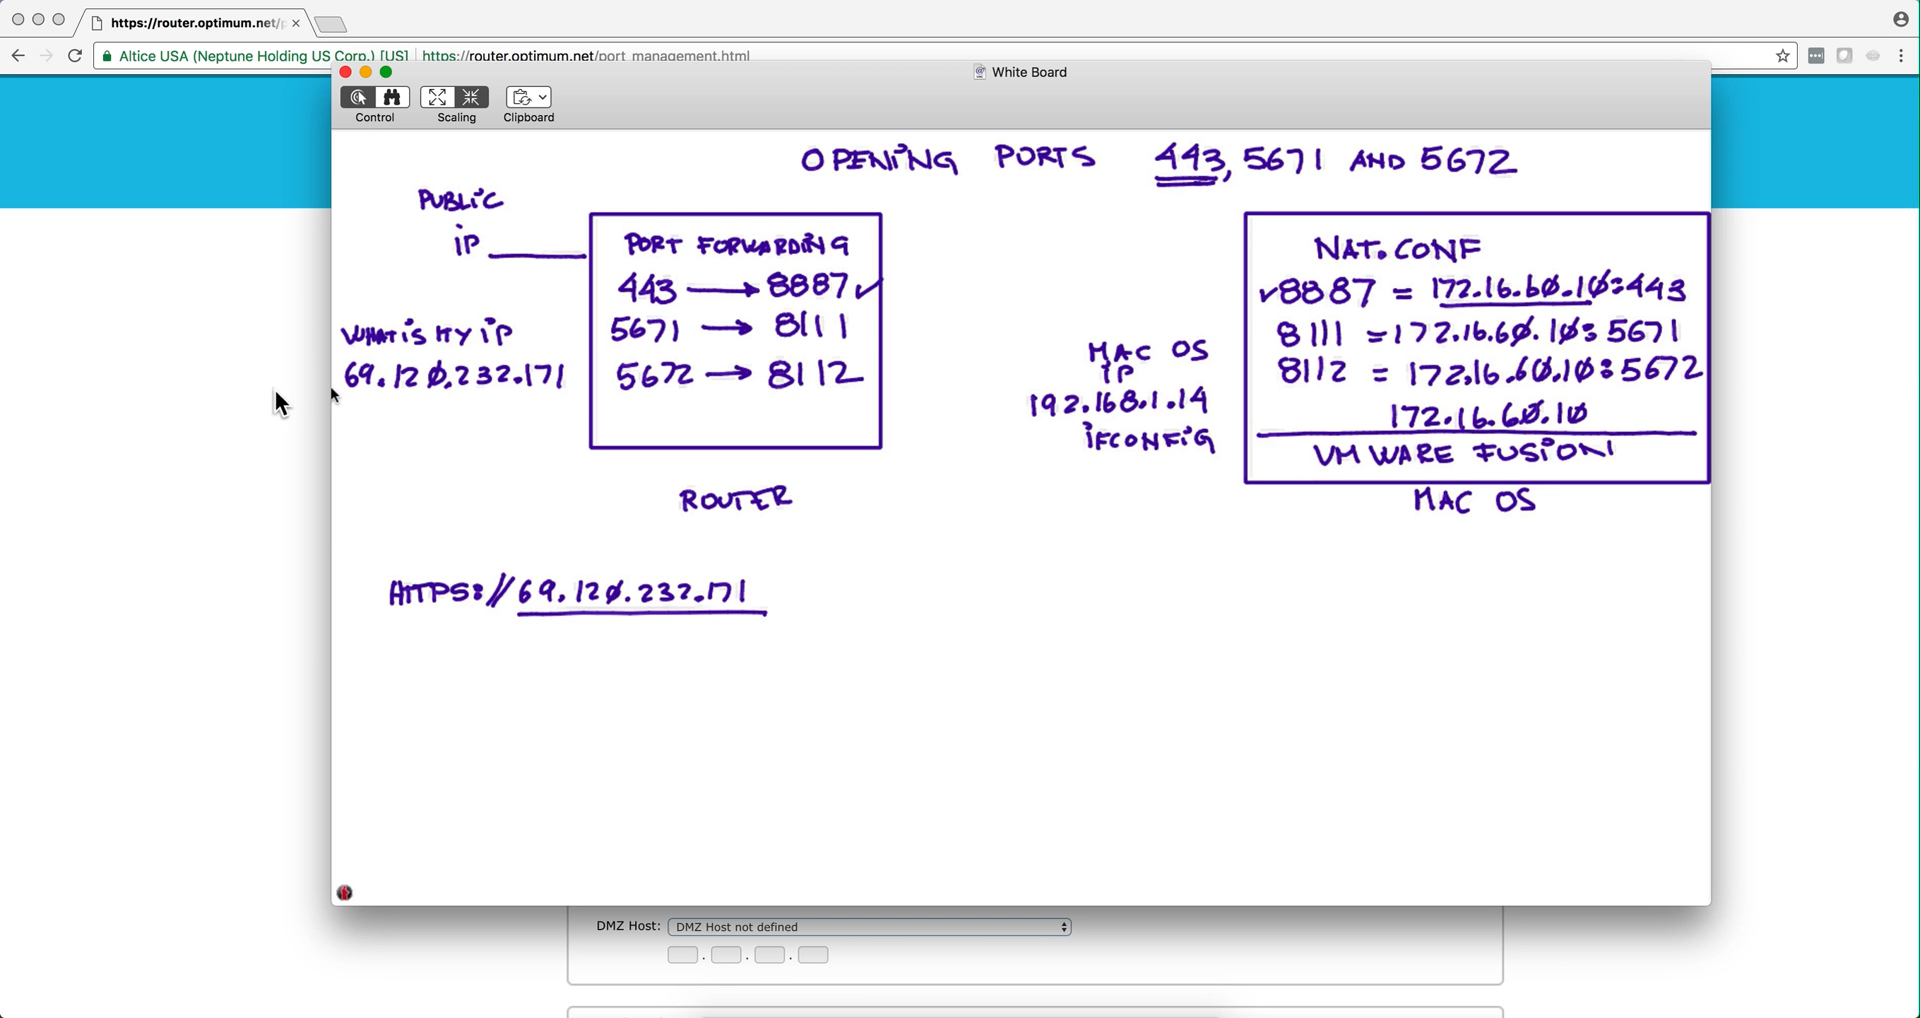 https://router.optimum.net/p
Altice USA (Neptune Holding US Corp.) [US] https://router.optimum.net/port_management.html
White Board
Control Scaling Clipboard
OPENING PORTS 443, 5671 AND 5672
PUBLIC
IP
PORT FORWARDING
443 → 8887 ✓
5671 → 8111
5672 → 8112
ROUTER
WHAT IS MY IP
69.120.232.171
MAC OS
IP
192.168.1.14
IFCONFIG
NAT.CONF
✓8887 = 172.16.60.10:443
8111 = 172.16.60.10:5671
8112 = 172.16.60.10:5672
172.16.60.10
VMWARE FUSION
MAC OS
HTTPS://69.120.232.171
DMZ Host: DMZ Host not defined
. . .